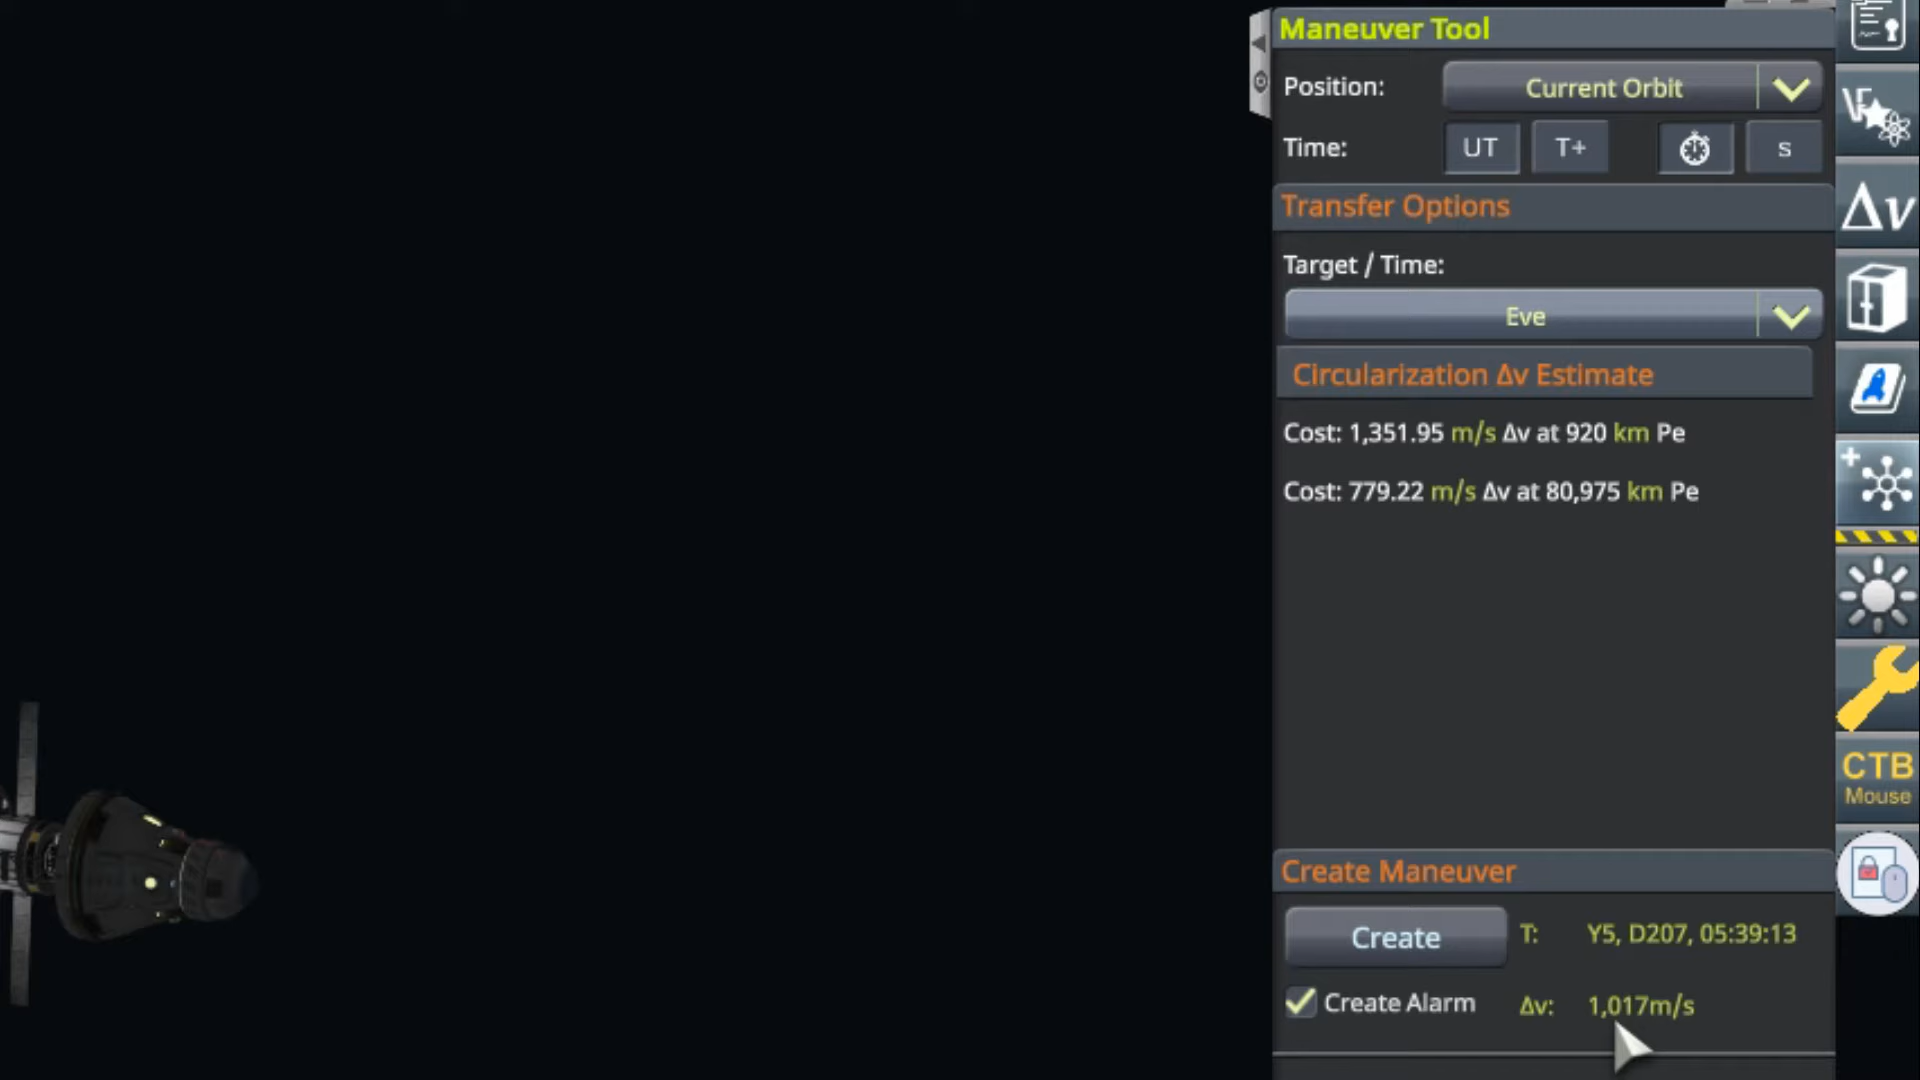 Maneuver Tool
Position: Current Orbit
Time: UT T+ s
Transfer Options
Target / Time:
Eve
Circularization Δv Estimate
Cost: 1,351.95 m/s Δv at 920 km Pe
Cost: 779.22 m/s Δv at 80,975 km Pe
Create Maneuver
Create T: Y5, D207, 05:39:13
Create Alarm Δv: 1,017m/s
Δv
CTB
Mouse